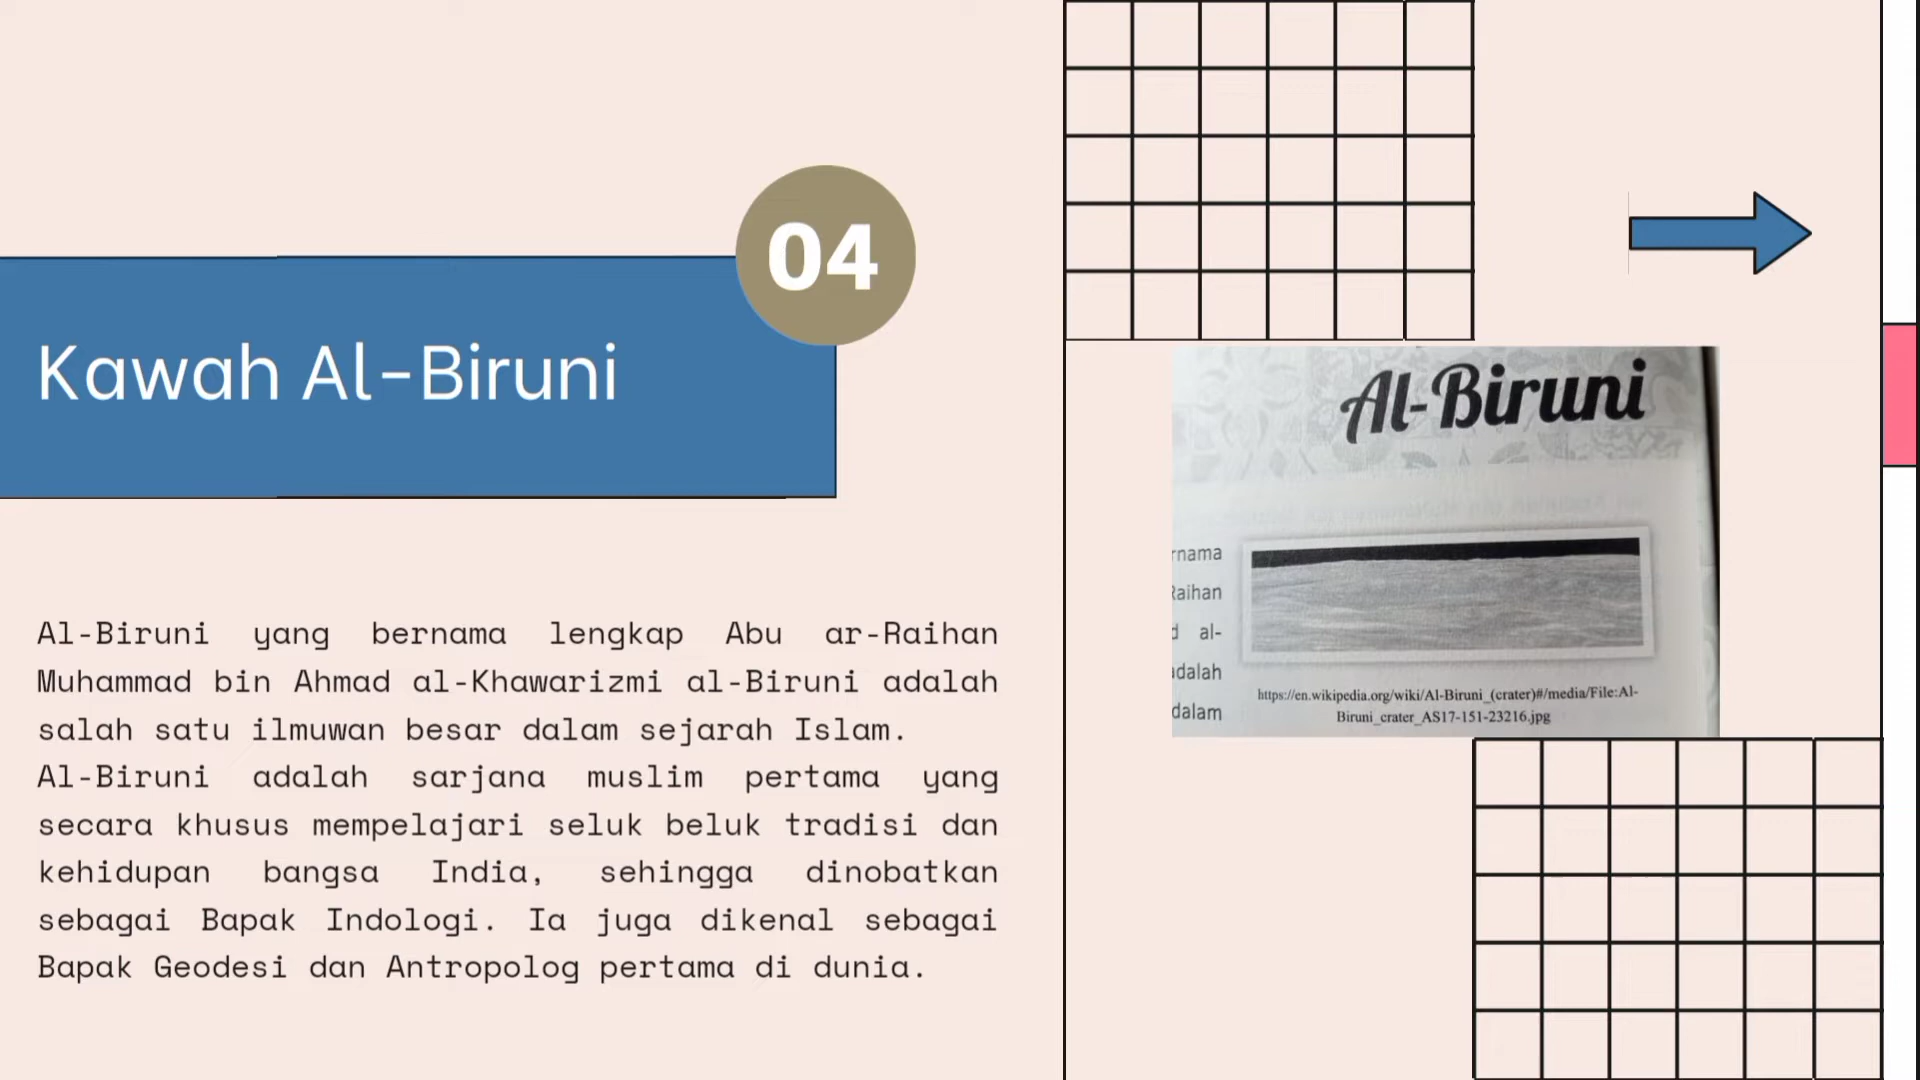 04
Kawah Al-Biruni
Al-Biruni yang bernama lengkap Abu ar-Raihan
Muhammad bin Ahmad al-Khawarizmi al-Biruni adalah
salah satu ilmuwan besar dalam sejarah Islam.
Al-Biruni adalah sarjana muslim pertama yang
secara khusus mempelajari seluk beluk tradisi dan
kehidupan bangsa India, sehingga dinobatkan
sebagai Bapak Indologi. Ia juga dikenal sebagai
Bapak Geodesi dan Antropolog pertama di dunia.
Al-Biruni
rnama
Raihan
d al-
adalah
dalam
https://en.wikipedia.org/wiki/Al-Biruni_(crater)#/media/File:Al-
Biruni_crater_AS17-151-23216.jpg